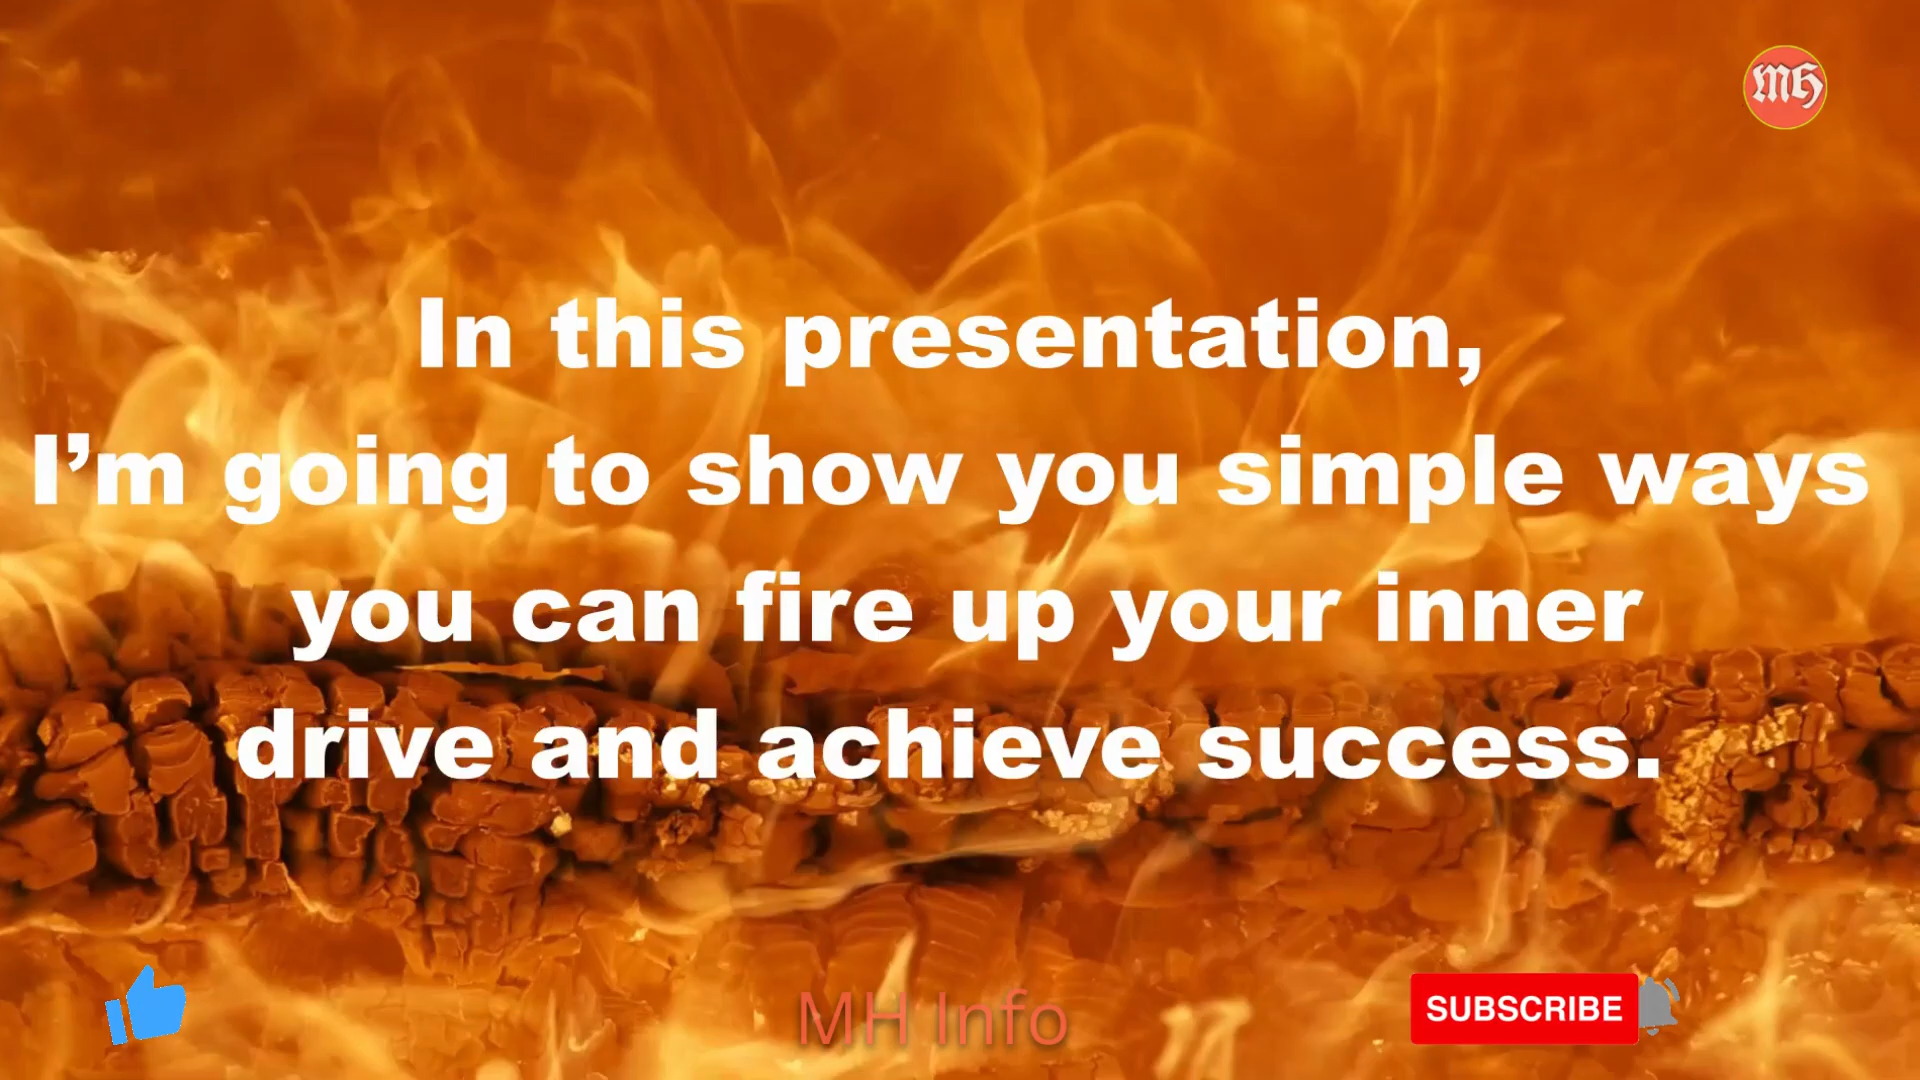 MH
In this presentation,
I’m going to show you simple ways
you can fire up your inner
drive and achieve success.
MH Info
SUBSCRIBE